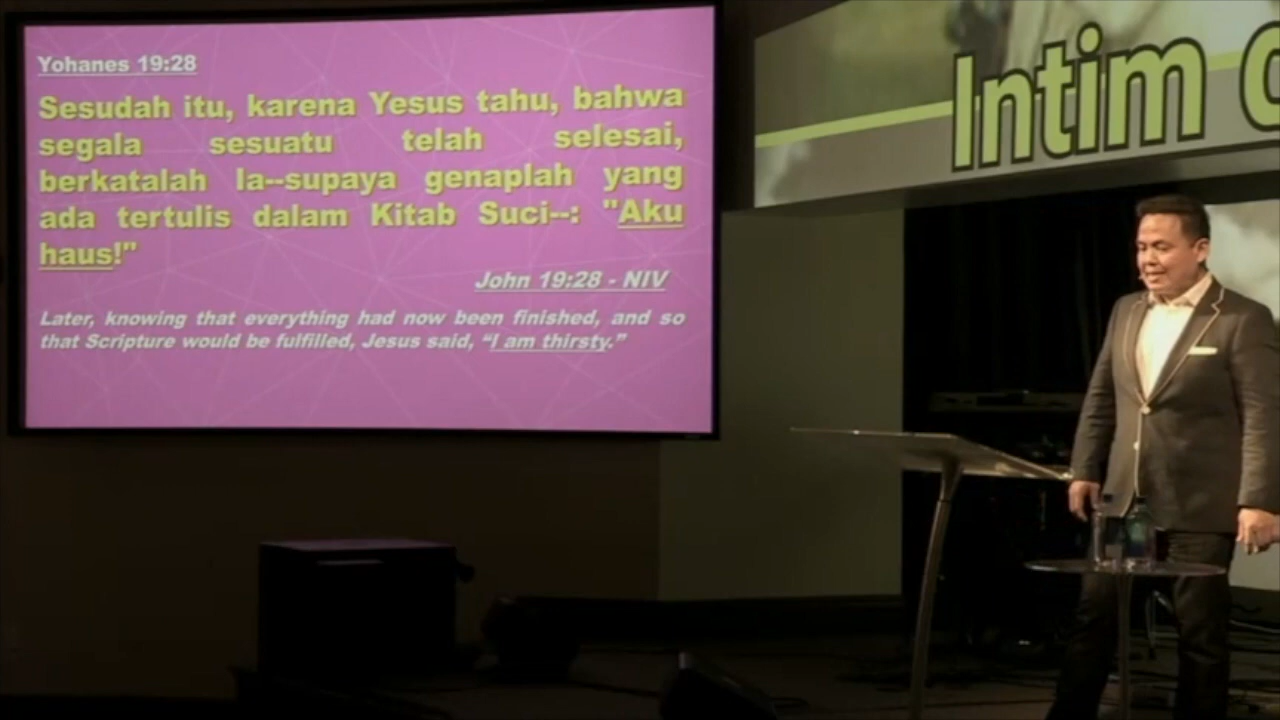 Yohanes 19:28
Sesudah itu, karena Yesus tahu, bahwa
segala sesuatu telah selesai,
berkatalah Ia--supaya genaplah yang
ada tertulis dalam Kitab Suci--: "Aku
haus!"
John 19:28 - NIV
Later, knowing that everything had now been finished, and so
that Scripture would be fulfilled, Jesus said, “I am thirsty.”
Intim